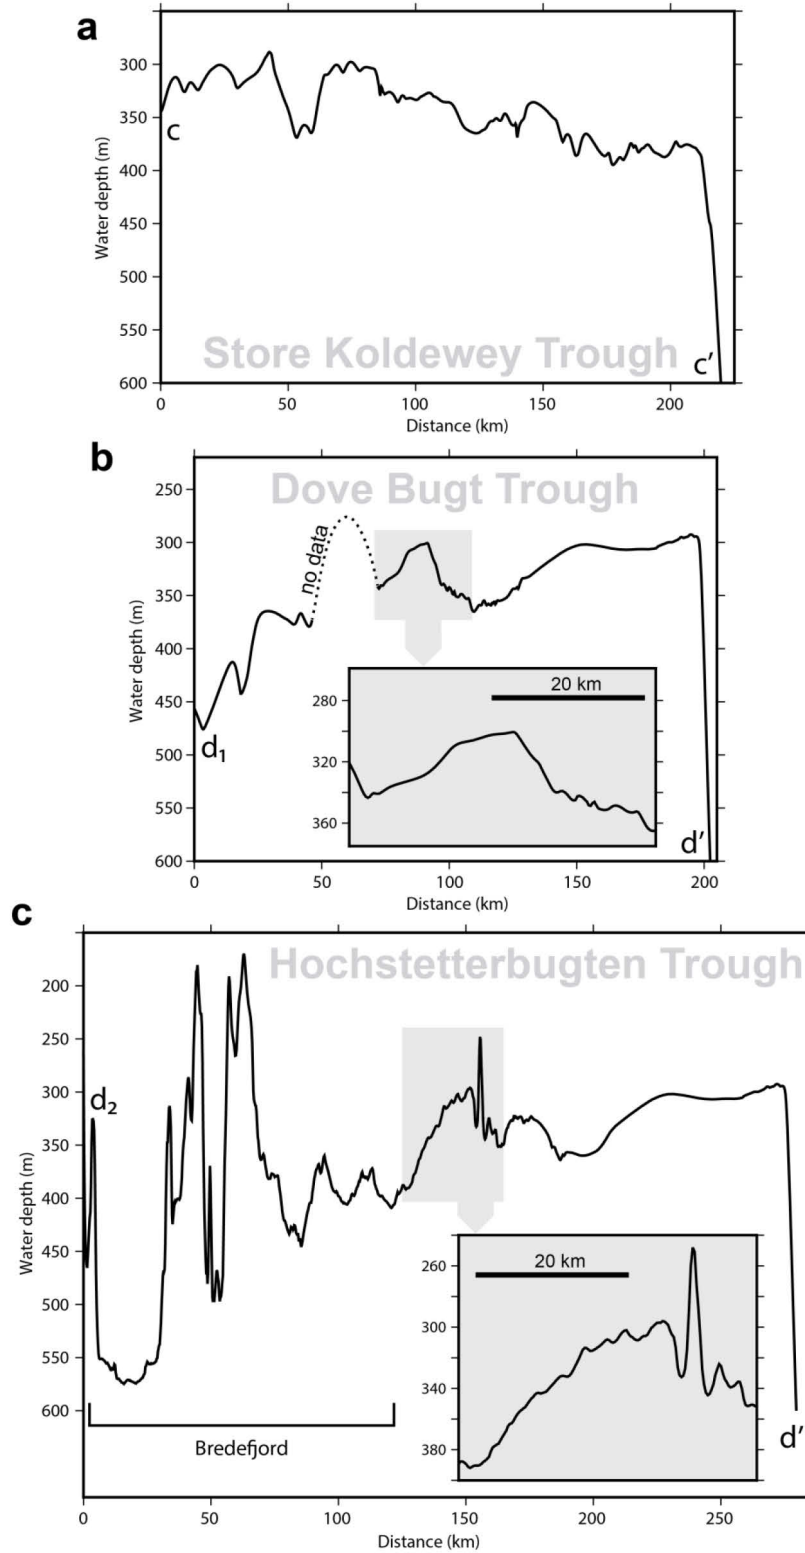 a
300
350
400
450
500
550
600
Water depth (m)
c
Store Koldewey Trough
c′
0 50 100 150 200
Distance (km)
b
Dove Bugt Trough
250
300
350
400
450
500
550
600
Water depth (m)
no data
d₁
20 km
280
320
360
d′
0 50 100 150 200
Distance (km)
c
Hochstetterbugten Trough
200
250
300
350
400
450
500
550
600
Water depth (m)
d₂
20 km
260
300
340
380
Bredefjord
d′
0 50 100 150 200 250
Distance (km)